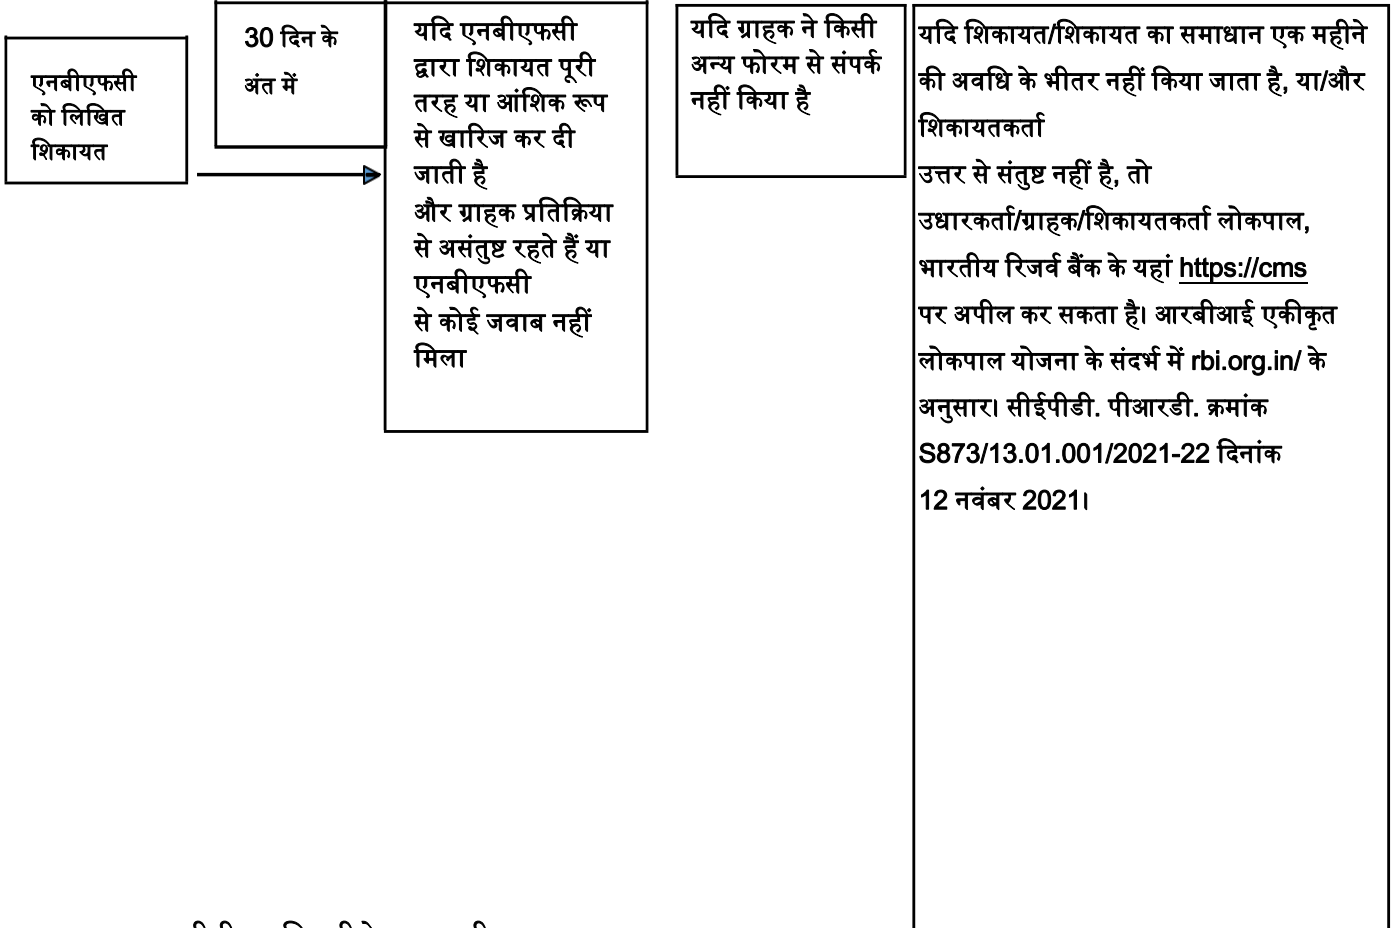 एनबीएफसी
को लिखित
शिकायत
30 दिन के
अंत में
यदि एनबीएफसी
द्वारा शिकायत पूरी
तरह या आंशिक रूप
से खारिज कर दी
जाती है
और ग्राहक प्रतिक्रिया
से असंतुष्ट रहते हैं या
एनबीएफसी
से कोई जवाब नहीं
मिला
यदि ग्राहक ने किसी
अन्य फोरम से संपर्क
नहीं किया है
यदि शिकायत/शिकायत का समाधान एक महीने
की अवधि के भीतर नहीं किया जाता है, या/और
शिकायतकर्ता
उत्तर से संतुष्ट नहीं है, तो
उधारकर्ता/ग्राहक/शिकायतकर्ता लोकपाल,
भारतीय रिजर्व बैंक के यहां https://cms
पर अपील कर सकता है। आरबीआई एकीकृत
लोकपाल योजना के संदर्भ में rbi.org.in/ के
अनुसार। सीईपीडी. पीआरडी. क्रमांक
S873/13.01.001/2021-22 दिनांक
12 नवंबर 2021।